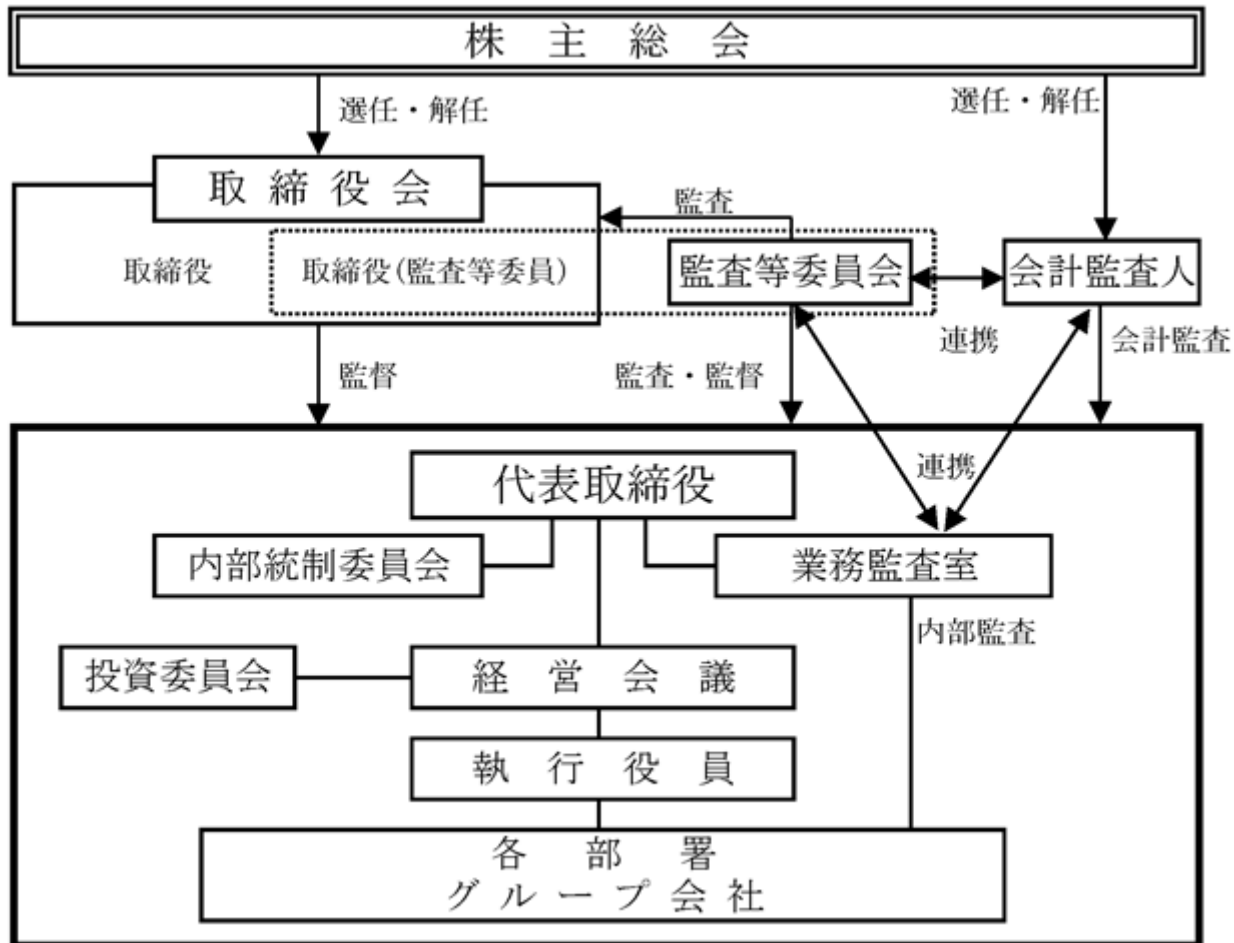 株主総会
選任・解任
選任・解任
取締役会
監査
取締役
取締役(監査等委員)
監査等委員会
会計監査人
連携
会計監査
監督
監査・監督
代表取締役
連携
内部統制委員会
業務監査室
内部監査
投資委員会
経営会議
執行役員
各部署
グループ会社